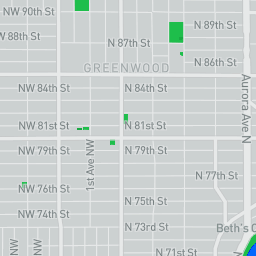 NW 90th St
N 89th St
NW 88th St
N 87th St
N 86th St
GREENWOOD
NW 84th St
N 84th St
Aurora Ave N
NW 81st St
N 81st St
NW 79th St
N 79th St
1st Ave NW
N 77th St
NW 76th St
N 75th St
NW 74th St
N 73rd St
Beth's C
N 71st St
NW
NW
N